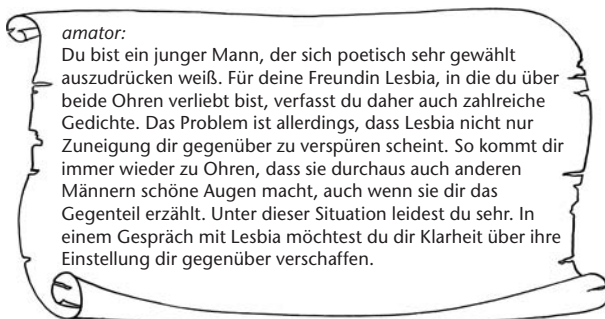 amator:
Du bist ein junger Mann, der sich poetisch sehr gewählt
auszudrücken weiß. Für deine Freundin Lesbia, in die du über
beide Ohren verliebt bist, verfasst du daher auch zahlreiche
Gedichte. Das Problem ist allerdings, dass Lesbia nicht nur
Zuneigung dir gegenüber zu verspüren scheint. So kommt dir
immer wieder zu Ohren, dass sie durchaus auch anderen
Männern schöne Augen macht, auch wenn sie dir das
Gegenteil erzählt. Unter dieser Situation leidest du sehr. In
einem Gespräch mit Lesbia möchtest du dir Klarheit über ihre
Einstellung dir gegenüber verschaffen.